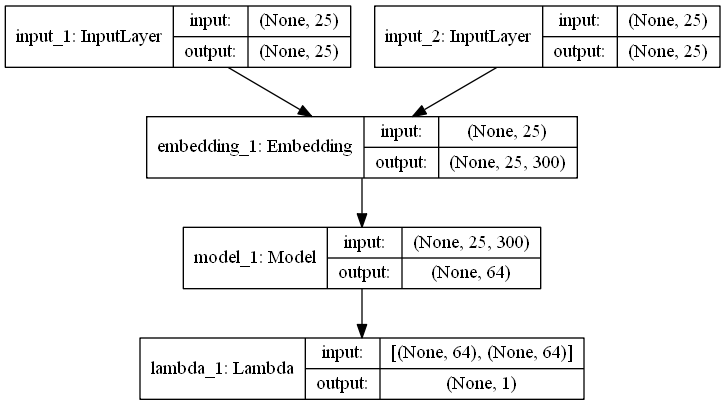 input_1: InputLayer
input: (None, 25)
output: (None, 25)
input_2: InputLayer
input: (None, 25)
output: (None, 25)
embedding_1: Embedding
input: (None, 25)
output: (None, 25, 300)
model_1: Model
input: (None, 25, 300)
output: (None, 64)
lambda_1: Lambda
input: [(None, 64), (None, 64)]
output: (None, 1)